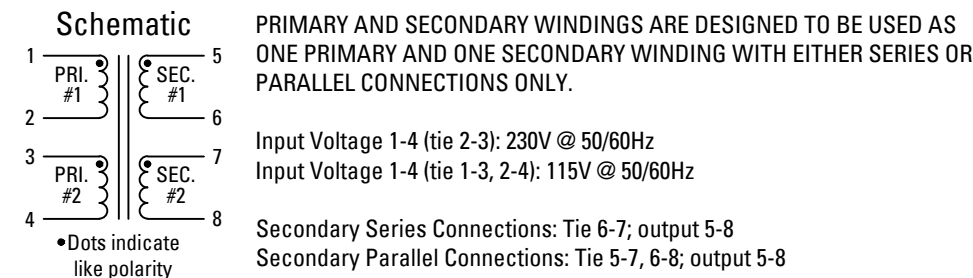 Schematic
1
PRI.
#1
2
3
PRI.
#2
4
5
SEC.
#1
6
7
SEC.
#2
8
•Dots indicate
like polarity
PRIMARY AND SECONDARY WINDINGS ARE DESIGNED TO BE USED AS
ONE PRIMARY AND ONE SECONDARY WINDING WITH EITHER SERIES OR
PARALLEL CONNECTIONS ONLY.
Input Voltage 1-4 (tie 2-3): 230V @ 50/60Hz
Input Voltage 1-4 (tie 1-3, 2-4): 115V @ 50/60Hz
Secondary Series Connections: Tie 6-7; output 5-8
Secondary Parallel Connections: Tie 5-7, 6-8; output 5-8